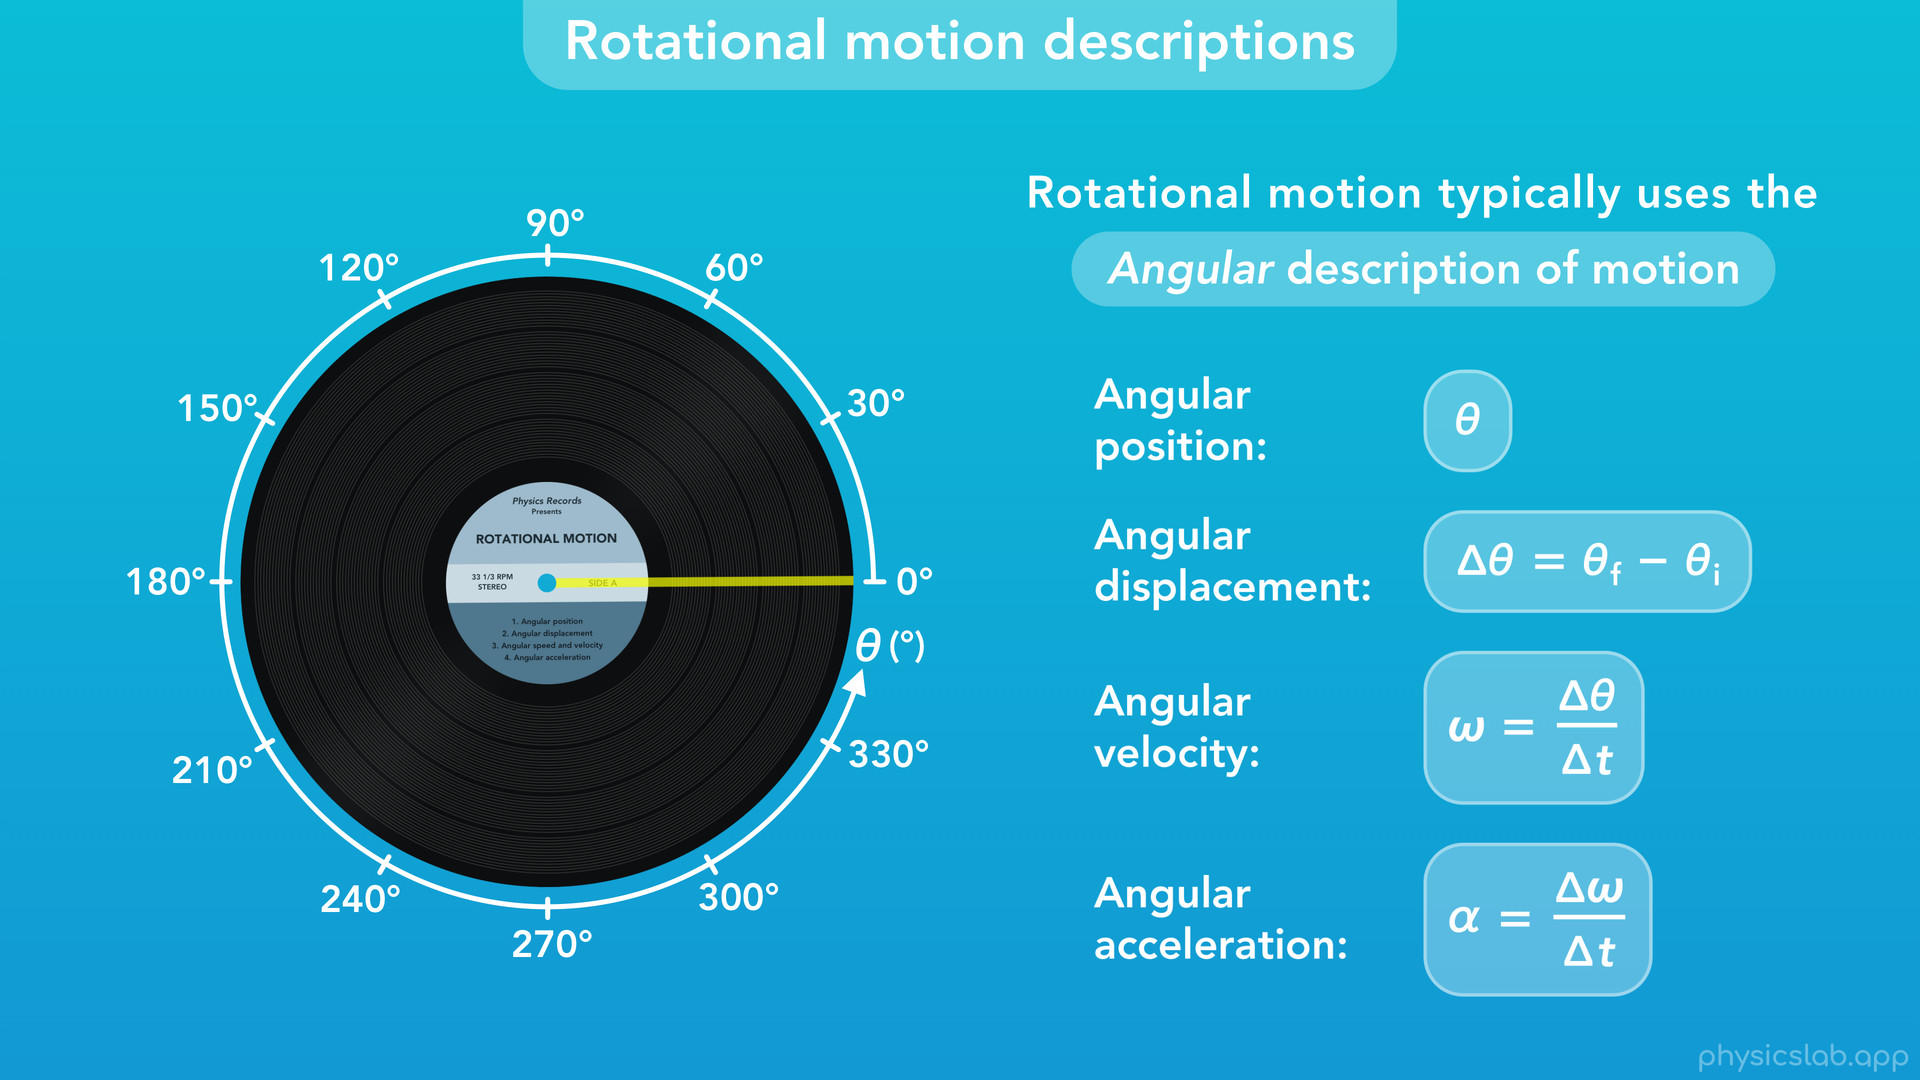 Rotational motion descriptions
Rotational motion typically uses the
Angular description of motion
90°
120°
60°
150°
30°
180°
0°
θ (°)
210°
330°
240°
300°
270°
Physics Records
Presents
ROTATIONAL MOTION
33 1/3 RPM
STEREO
SIDE A
1. Angular position
2. Angular displacement
3. Angular speed and velocity
4. Angular acceleration
Angular
position:
θ
Angular
displacement:
Δθ = θf − θi
Angular
velocity:
ω = Δθ / Δt
Angular
acceleration:
α = Δω / Δt
physicslab.app